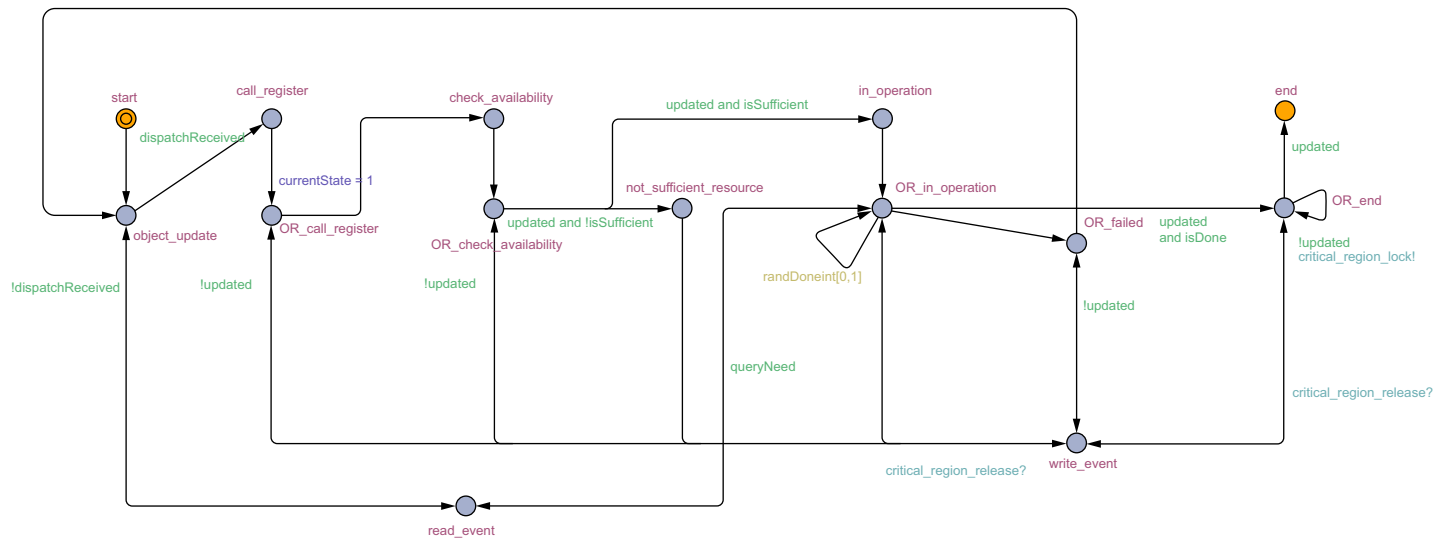 start
call_register
check_availability
updated and isSufficient
in_operation
end
dispatchReceived
updated
currentState = 1
not_sufficient_resource
OR_in_operation
OR_end
object_update
OR_call_register
OR_check_availability
updated and !isSufficient
OR_failed
updated
and isDone
!updated
critical_region_lock!
!dispatchReceived
!updated
!updated
randDoneint[0,1]
!updated
queryNeed
critical_region_release?
write_event
critical_region_release?
read_event